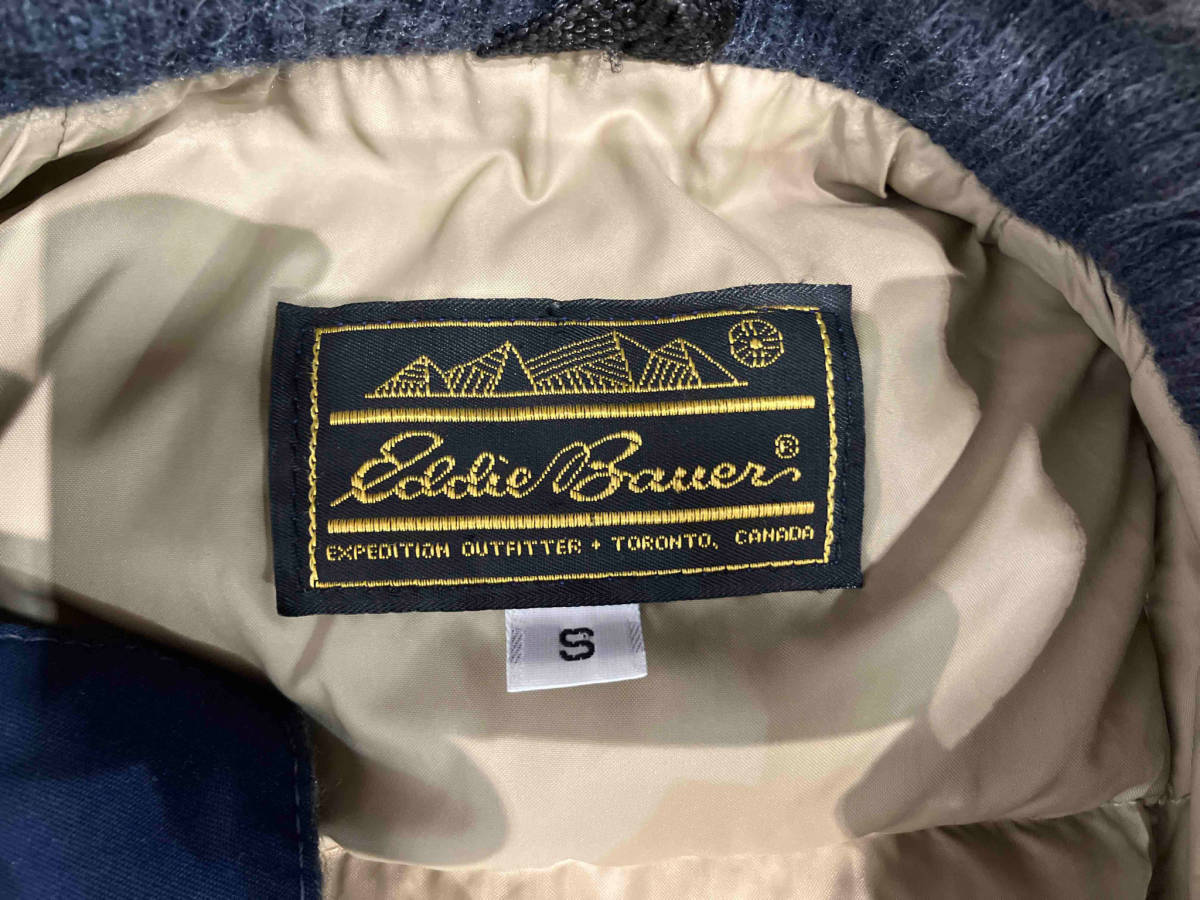 Eddie Bauer ®
EXPEDITION OUTFITTER + TORONTO, CANADA
S